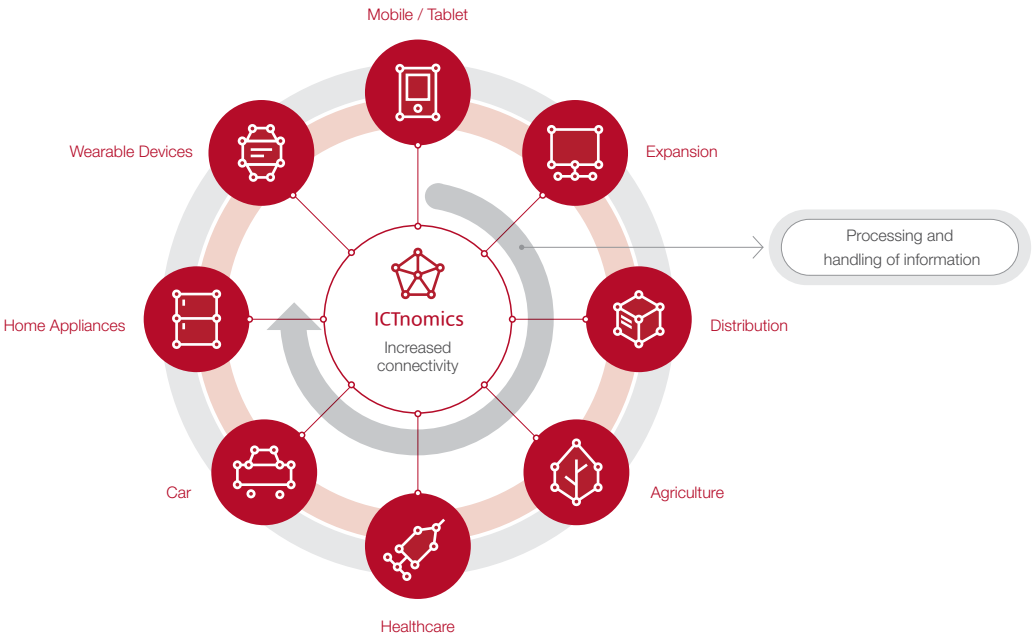 Mobile / Tablet
Wearable Devices
Expansion
Processing and
handling of information
ICTnomics
Increased
connectivity
Home Appliances
Distribution
Car
Agriculture
Healthcare